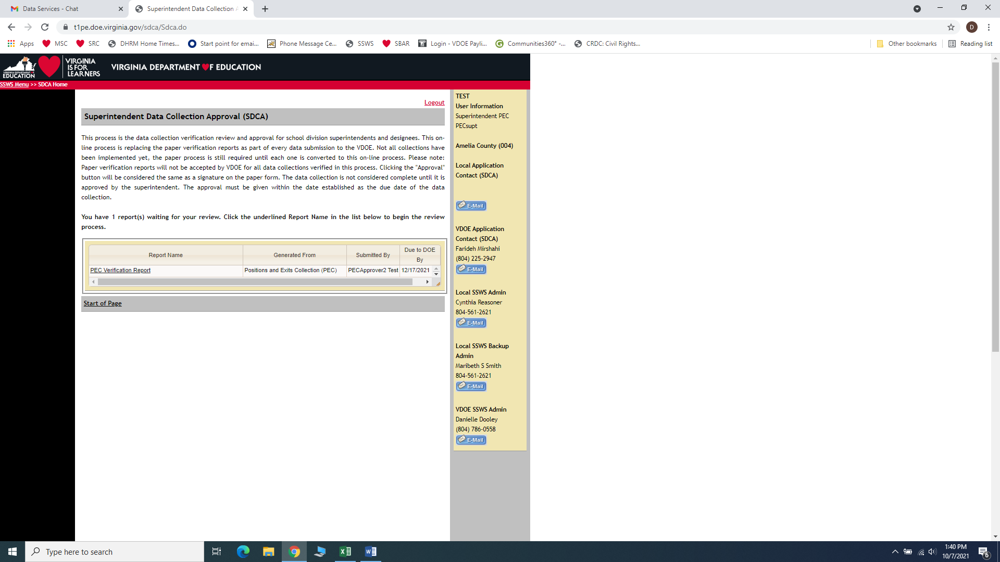 Data Services - Chat
Superintendent Data Collection A
t1pe.doe.virginia.gov/sdca/Sdca.do
D
Apps
MSC
SRC
DHRM Home Times...
Start point for emai...
Phone Message Ce...
SSWS
SBAR
Login - VDOE Payli...
Communities360° -...
CRDC: Civil Rights...
Other bookmarks
Reading list
VIRGINIA DEPARTMENT OF
EDUCATION
VIRGINIA
IS FOR
LEARNERS
VIRGINIA DEPARTMENT ♥F EDUCATION
SSWS Menu >> SDCA Home
Logout
Superintendent Data Collection Approval (SDCA)
This process is the data collection verification review and approval for school division superintendents and designees. This on-
line process is replacing the paper verification reports as part of every data submission to the VDOE. Not all collections have
been implemented yet, the paper process is still required until each one is converted to this on-line process. Please note:
Paper verification reports will not be accepted by VDOE for all data collections verified in this process. Clicking the "Approval"
button will be considered the same as a signature on the paper form. The data collection is not considered complete until it is
approved by the superintendent. The approval must be given within the date established as the due date of the data
collection.
You have 1 report(s) waiting for your review. Click the underlined Report Name in the list below to begin the review
process.
Report Name
Generated From
Submitted By
Due to DOE
By
PEC Verification Report
Positions and Exits Collection (PEC)
PECApprover2 Test
12/17/2021
Start of Page
TEST
User Information
Superintendent PEC
PECsupt
Amelia County (004)
Local Application
Contact (SDCA)
E-Mail
VDOE Application
Contact (SDCA)
Farideh Mirshahi
(804) 225-2947
E-Mail
Local SSWS Admin
Cynthia Reasoner
804-561-2621
E-Mail
Local SSWS Backup
Admin
Maribeth S Smith
804-561-2621
E-Mail
VDOE SSWS Admin
Danielle Dooley
(804) 786-0558
E-Mail
Type here to search
1:40 PM
10/7/2021
6